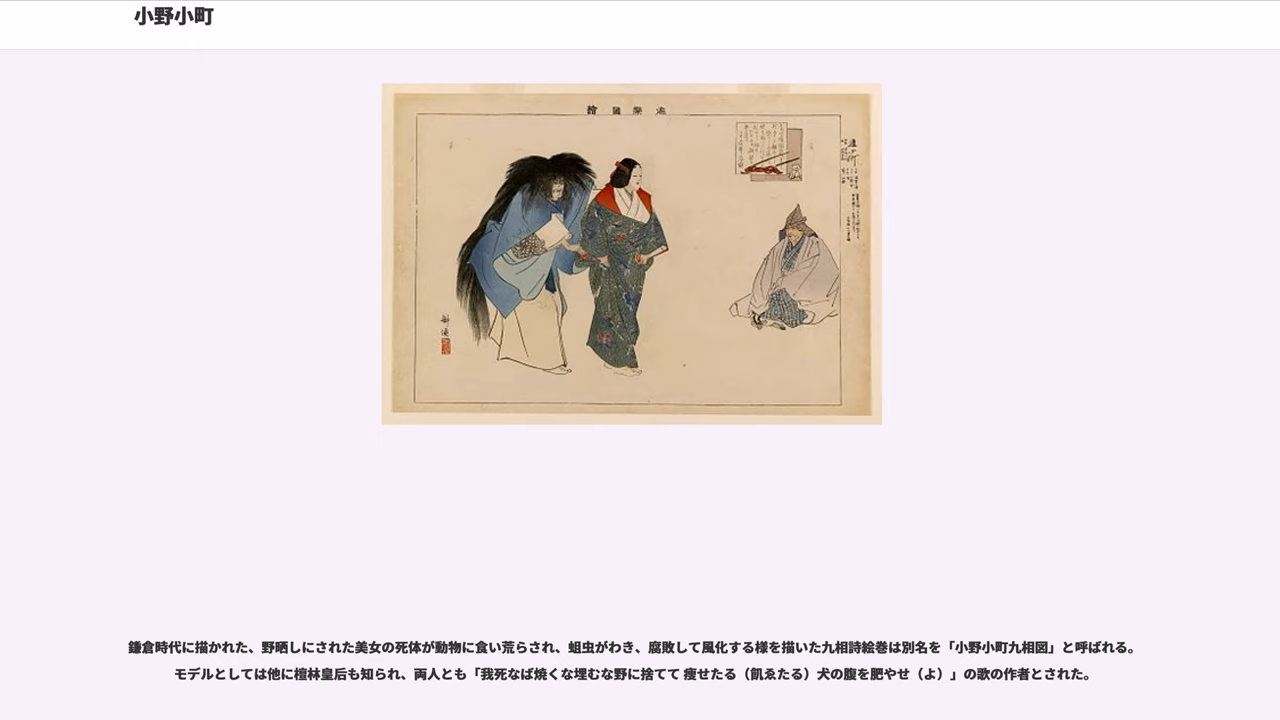 小野小町
能樂圖繪
鎌倉時代に描かれた、野晒しにされた美女の死体が動物に食い荒らされ、蛆虫がわき、腐敗して風化する様を描いた九相詩絵巻は別名を「小野小町九相図」と呼ばれる。
モデルとしては他に檀林皇后も知られ、両人とも「我死なば焼くな埋むな野に捨てて 痩せたる（飢ゑたる）犬の腹を肥やせ（よ）」の歌の作者とされた。